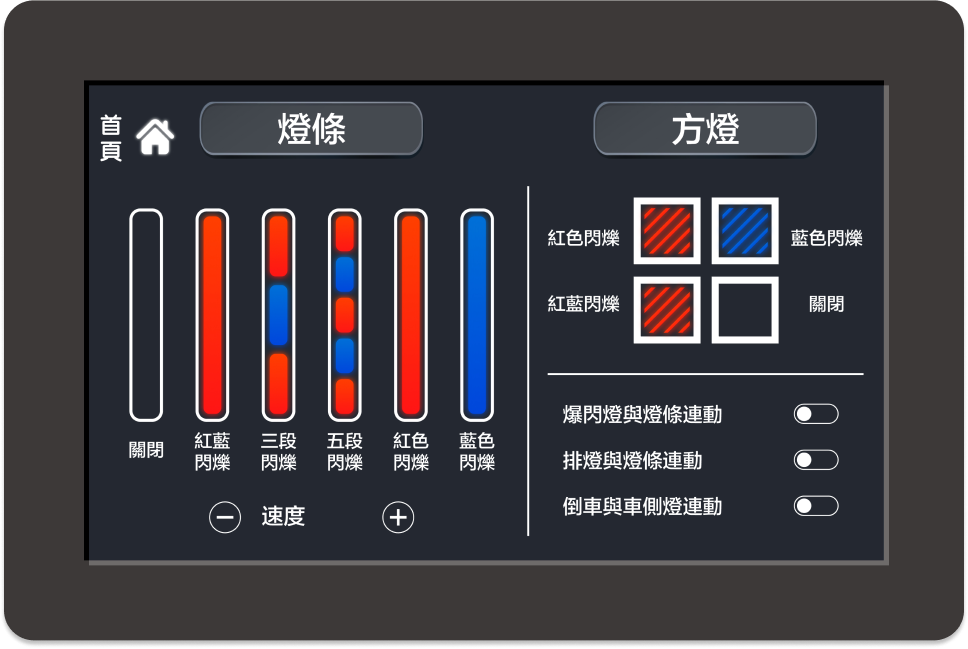 首頁
燈條
方燈
關閉
紅藍
閃爍
三段
閃爍
五段
閃爍
紅色
閃爍
藍色
閃爍
速度
紅色閃爍
藍色閃爍
紅藍閃爍
關閉
爆閃燈與燈條連動
排燈與燈條連動
倒車與車側燈連動